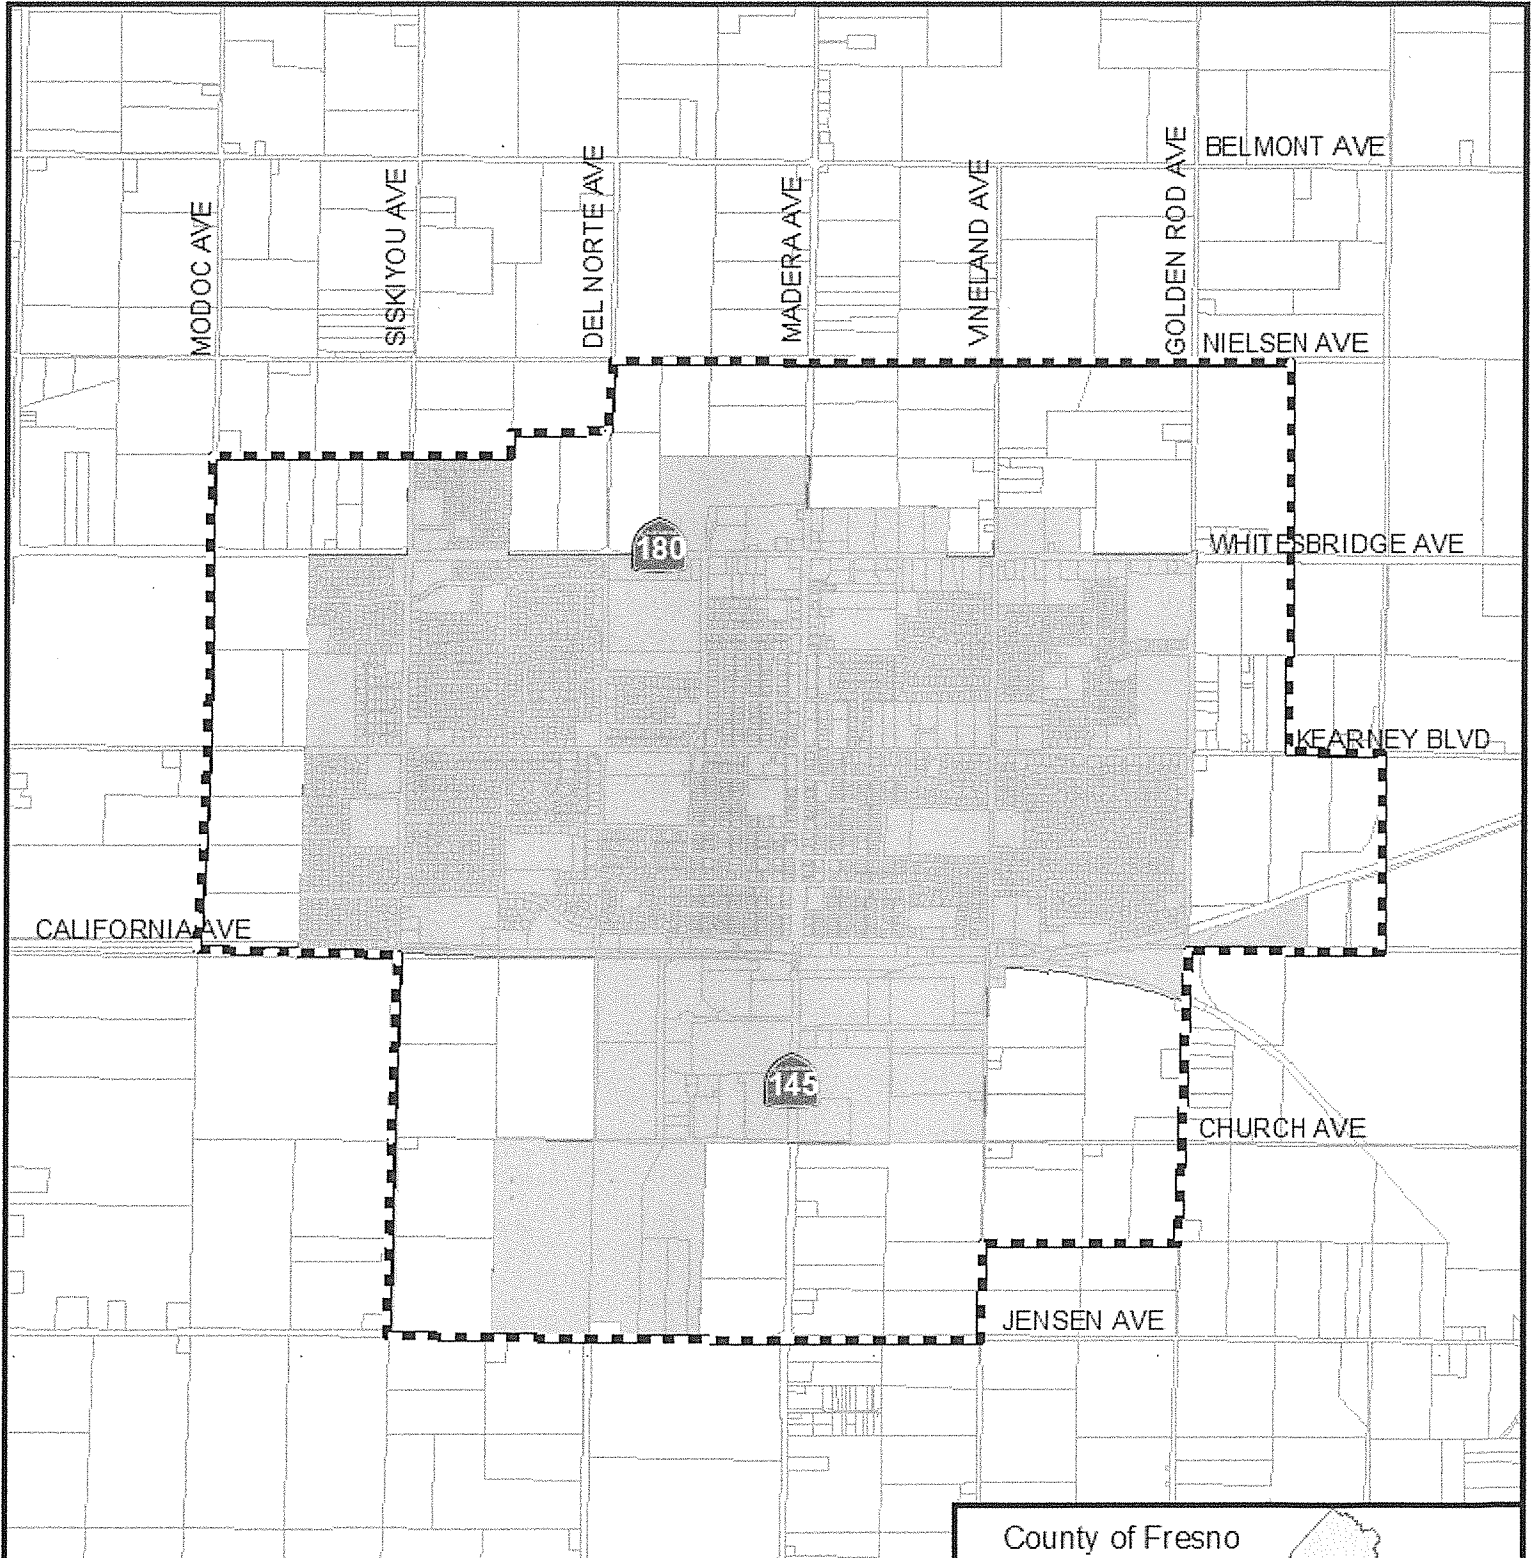 BELMONT AVE
MODOC AVE
SISKIYOU AVE
DEL NORTE AVE
MADERA AVE
VINELAND AVE
GOLDEN ROD AVE
NIELSEN AVE
180
WHITESBRIDGE AVE
KEARNEY BLVD
CALIFORNIA AVE
145
CHURCH AVE
JENSEN AVE
County of Fresno